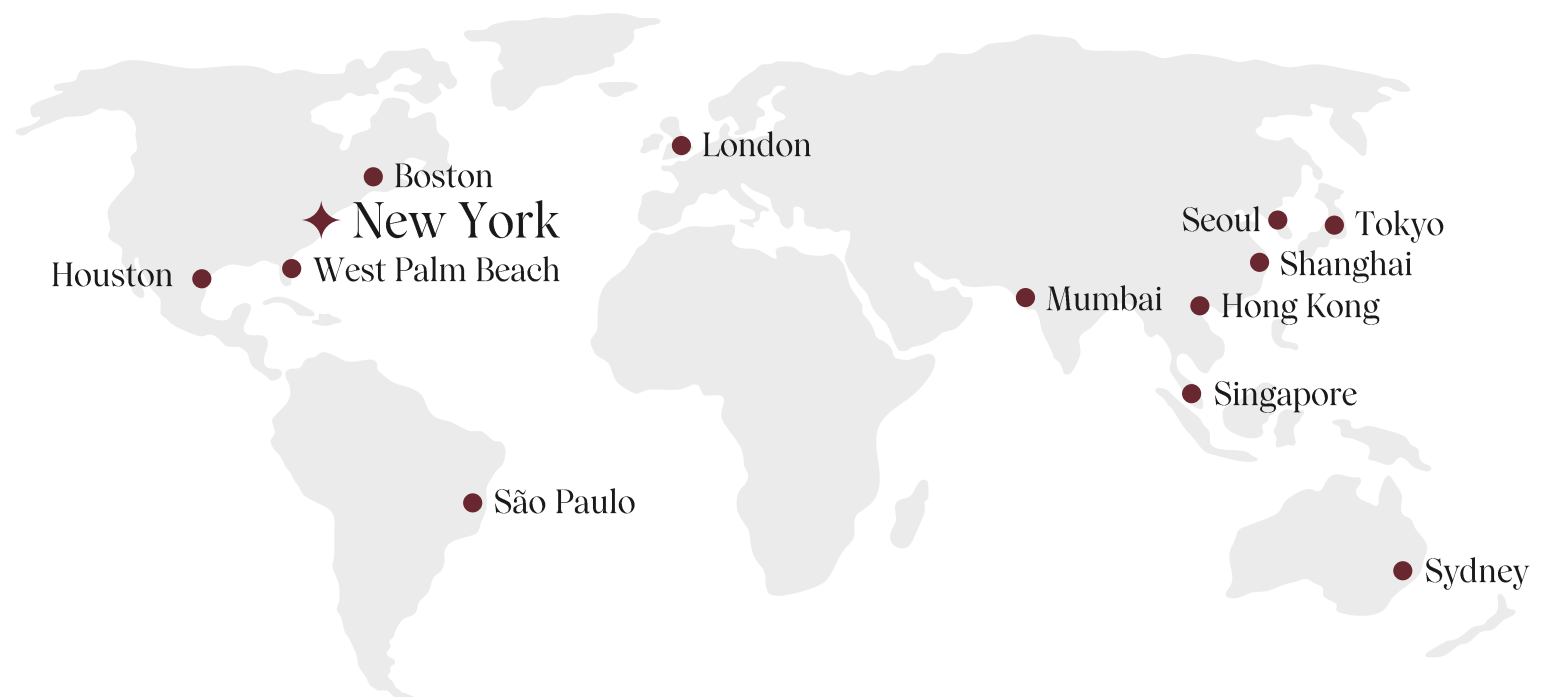 London
Boston
New York
West Palm Beach
Houston
Seoul
Tokyo
Shanghai
Mumbai
Hong Kong
Singapore
São Paulo
Sydney